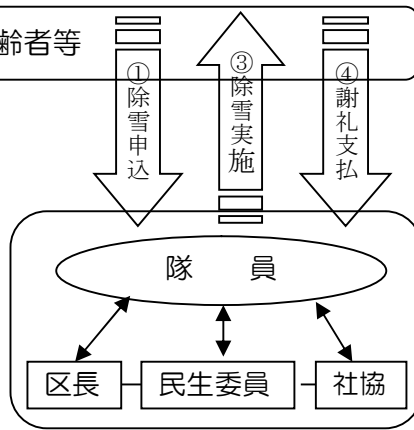 齢者等
①除雪申込
③除雪実施
④謝礼支払
隊　員
区長
民生委員
社協